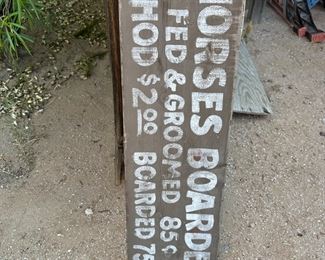 HORSES BOARDE
FED & GROOMED 85¢
HOD $2.00 BOARDED 75